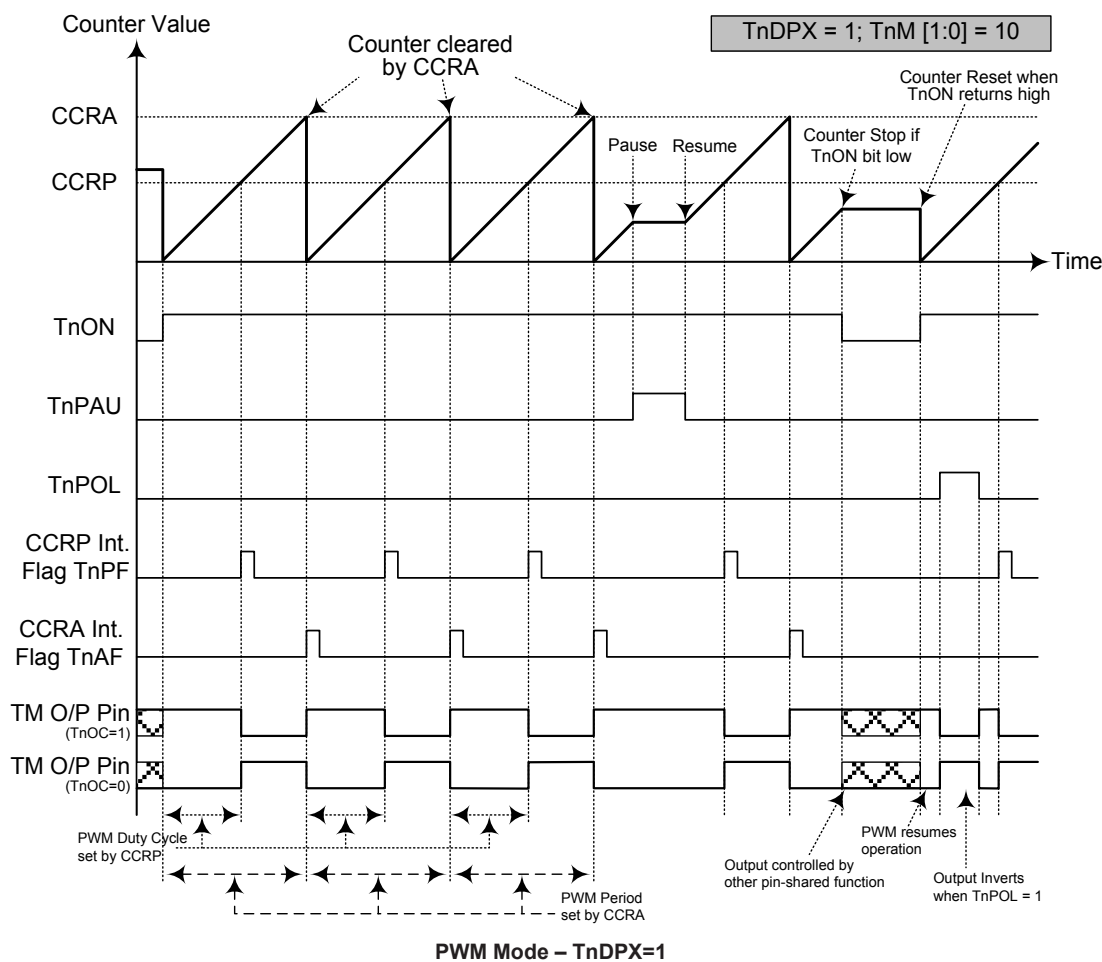 Counter Value
TnDPX = 1; TnM [1:0] = 10
Counter cleared
by CCRA
Counter Reset when
TnON returns high
CCRA
Pause
Resume
Counter Stop if
TnON bit low
CCRP
Time
TnON
TnPAU
TnPOL
CCRP Int.
Flag TnPF
CCRA Int.
Flag TnAF
TM O/P Pin
(TnOC=1)
TM O/P Pin
(TnOC=0)
PWM Duty Cycle
set by CCRP
PWM resumes
operation
Output controlled by
other pin-shared function
Output Inverts
when TnPOL = 1
PWM Period
set by CCRA
PWM Mode – TnDPX=1